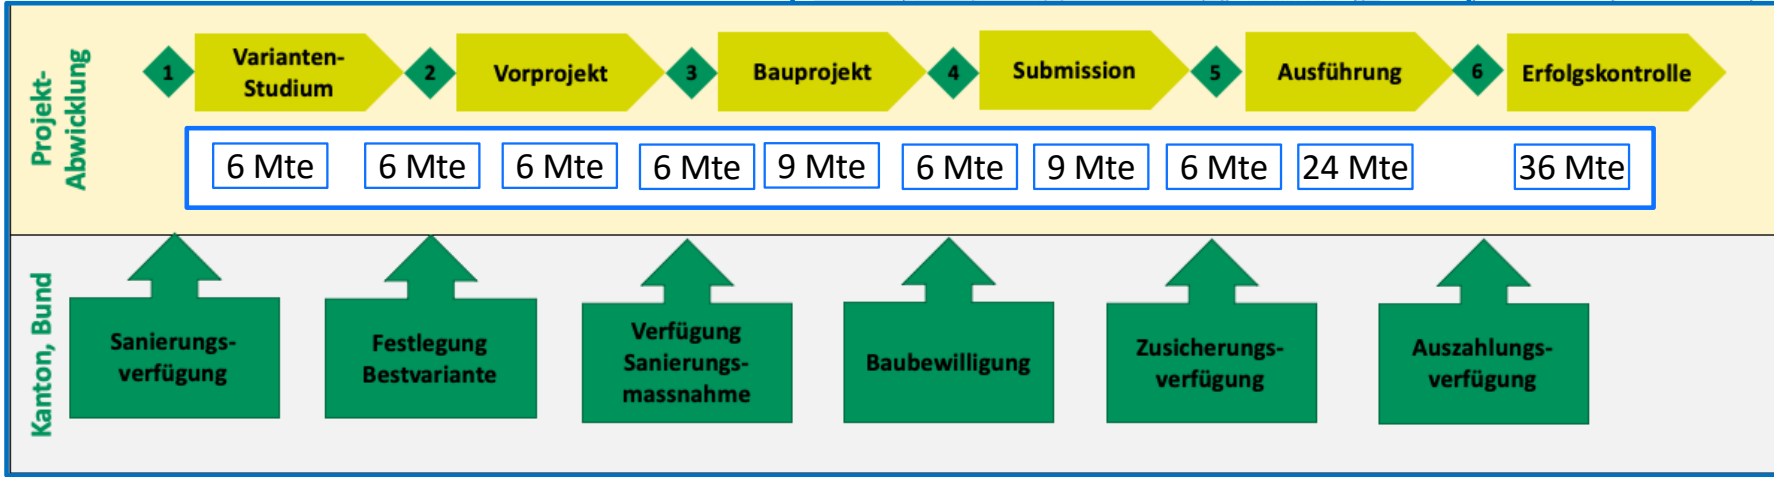 Projekt-
Abwicklung
1
Varianten-
Studium
2
Vorprojekt
3
Bauprojekt
4
Submission
5
Ausführung
6
Erfolgskontrolle
6 Mte
6 Mte
6 Mte
6 Mte
9 Mte
6 Mte
9 Mte
6 Mte
24 Mte
36 Mte
Kanton, Bund
Sanierungs-
verfügung
Festlegung
Bestvariante
Verfügung
Sanierungs-
massnahme
Baubewilligung
Zusicherungs-
verfügung
Auszahlungs-
verfügung